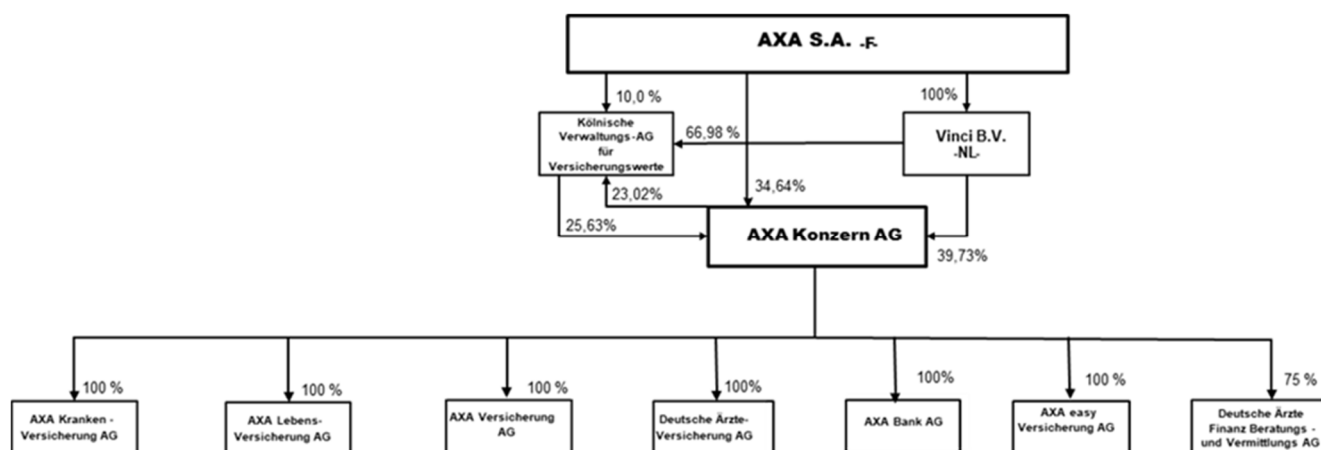 AXA S.A. -F-
10,0 %
100%
Kölnische
Verwaltungs-AG
für
Versicherungswerte
66,98 %
Vinci B.V.
-NL-
23,02%
34,64%
25,63%
AXA Konzern AG
39,73%
100 %
100 %
100 %
100%
100%
100 %
75 %
AXA Kranken -
Versicherung AG
AXA Lebens-
Versicherung AG
AXA Versicherung
AG
Deutsche Ärzte-
Versicherung AG
AXA Bank AG
AXA easy
Versicherung AG
Deutsche Ärzte
Finanz Beratungs -
und Vermittlungs AG